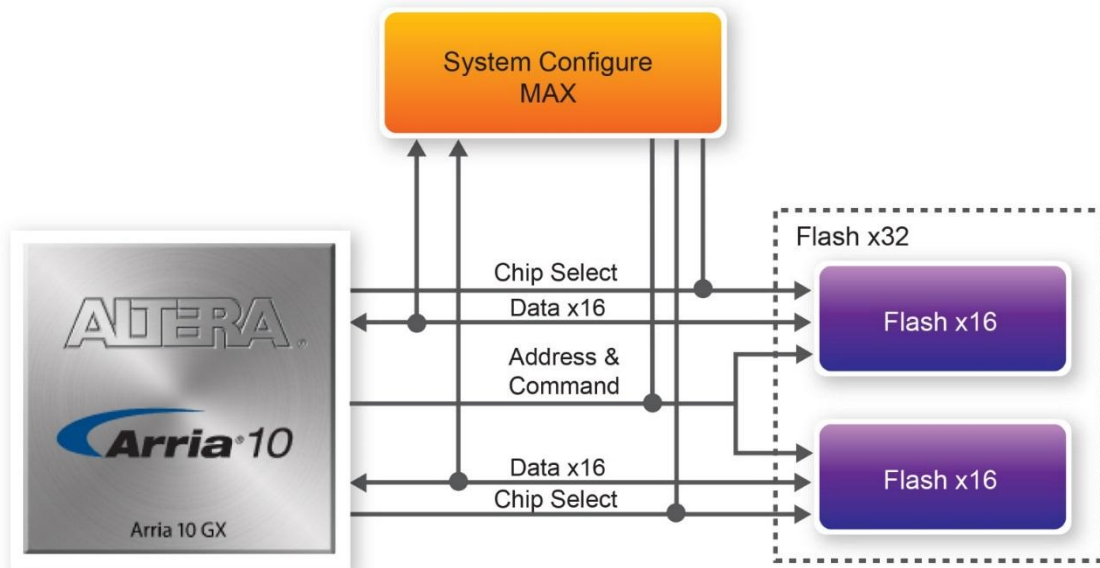 System Configure
MAX
Flash x32
Chip Select
Data x16
Flash x16
Address &
Command
Data x16
Chip Select
Flash x16
ALTERA®
Arria® 10
Arria 10 GX